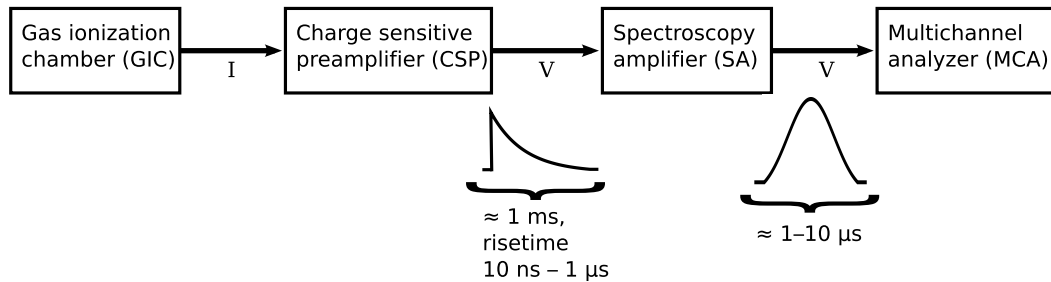 Gas ionization
chamber (GIC)
I
Charge sensitive
preamplifier (CSP)
V
Spectroscopy
amplifier (SA)
V
Multichannel
analyzer (MCA)
≈ 1 ms,
risetime
10 ns – 1 µs
≈ 1–10 µs